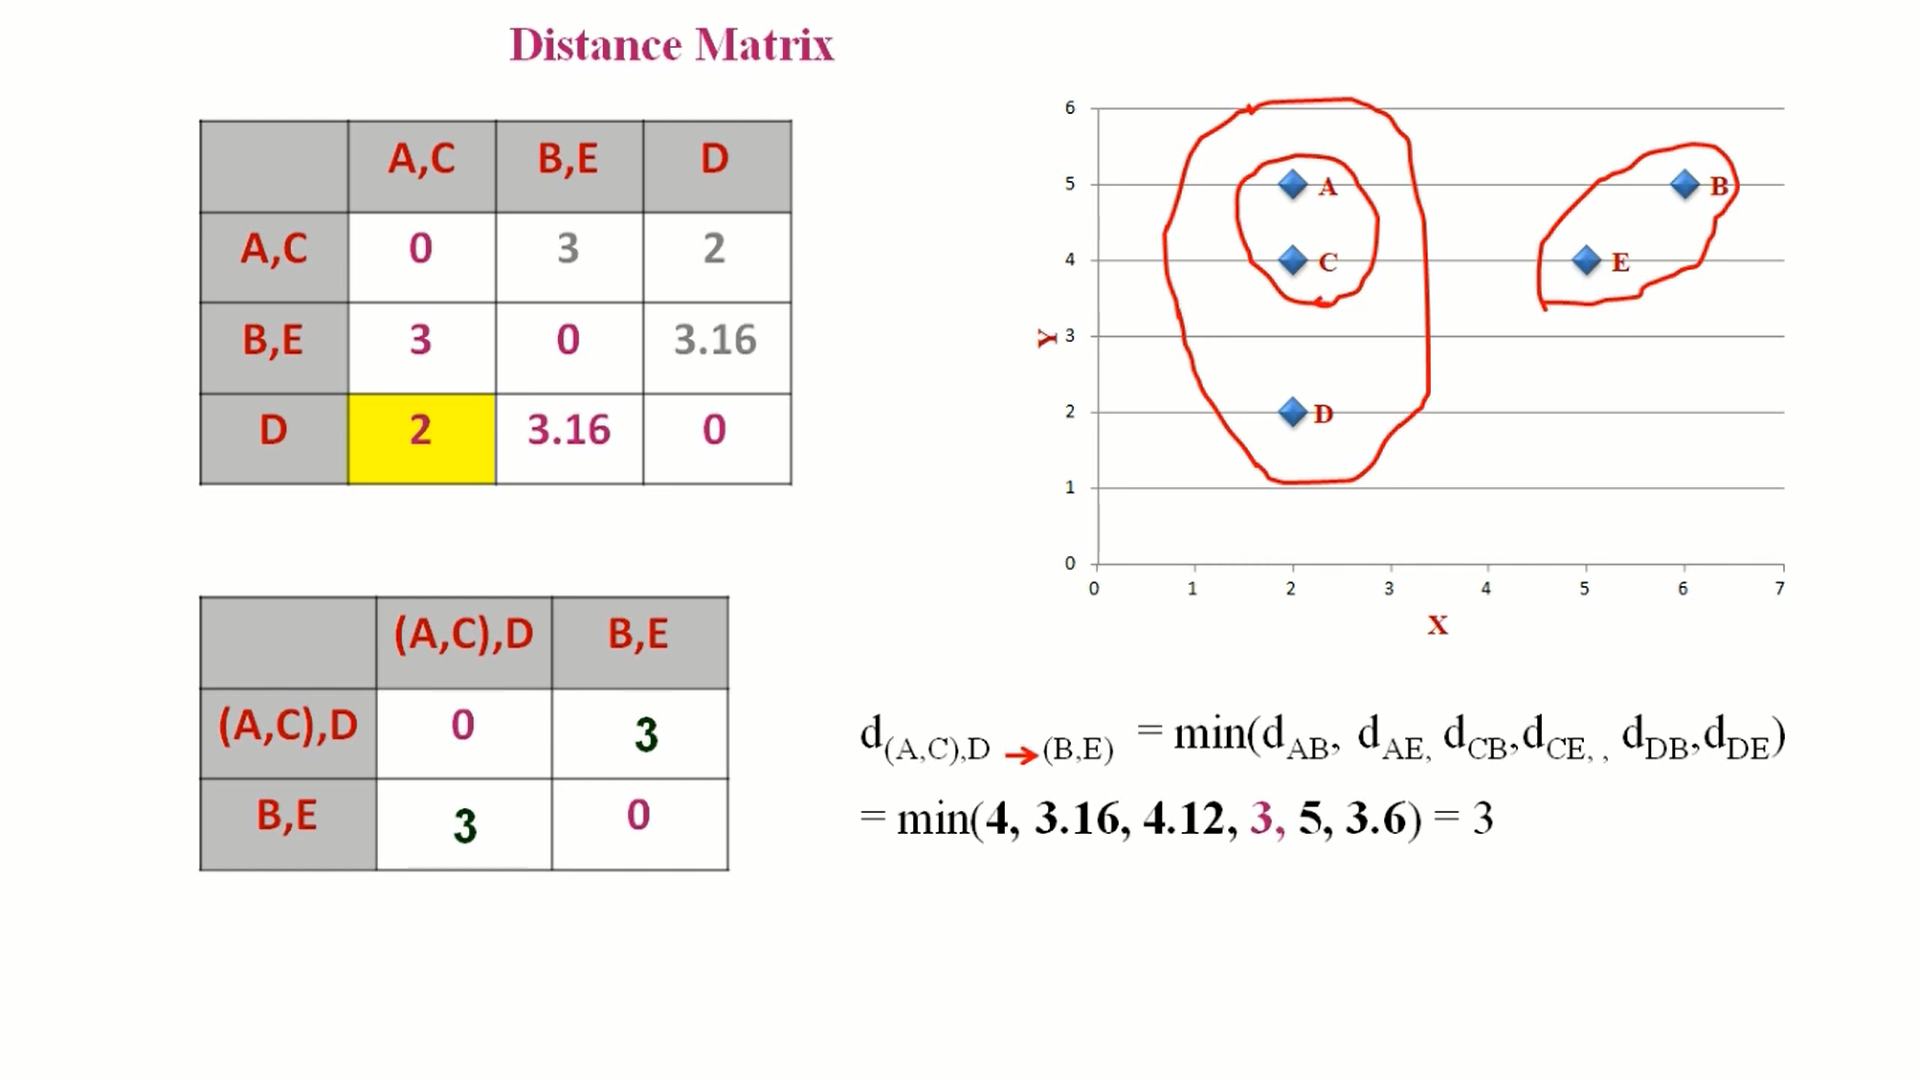 Distance Matrix
A,C B,E D
A,C 0 3 2
B,E 3 0 3.16
D 2 3.16 0
6
5 A B
4 C E
Y 3
2 D
1
0
0 1 2 3 4 5 6 7
X
(A,C),D B,E
(A,C),D 0 3
B,E 3 0
d(A,C),D → (B,E) = min(dAB, dAE, dCB,dCE, , dDB,dDE)
= min(4, 3.16, 4.12, 3, 5, 3.6) = 3